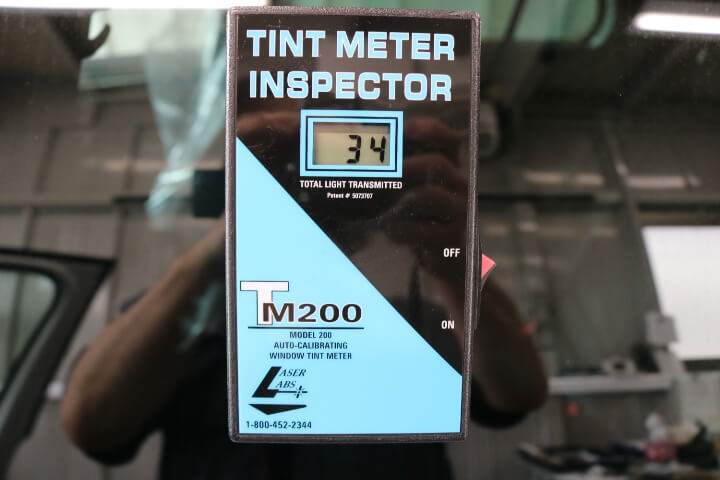 TINT METER
INSPECTOR
34
TOTAL LIGHT TRANSMITTED
Patent # 5073707
OFF
ON
TM200
MODEL 200
AUTO-CALIBRATING
WINDOW TINT METER
LASER
LABS
1-800-452-2344